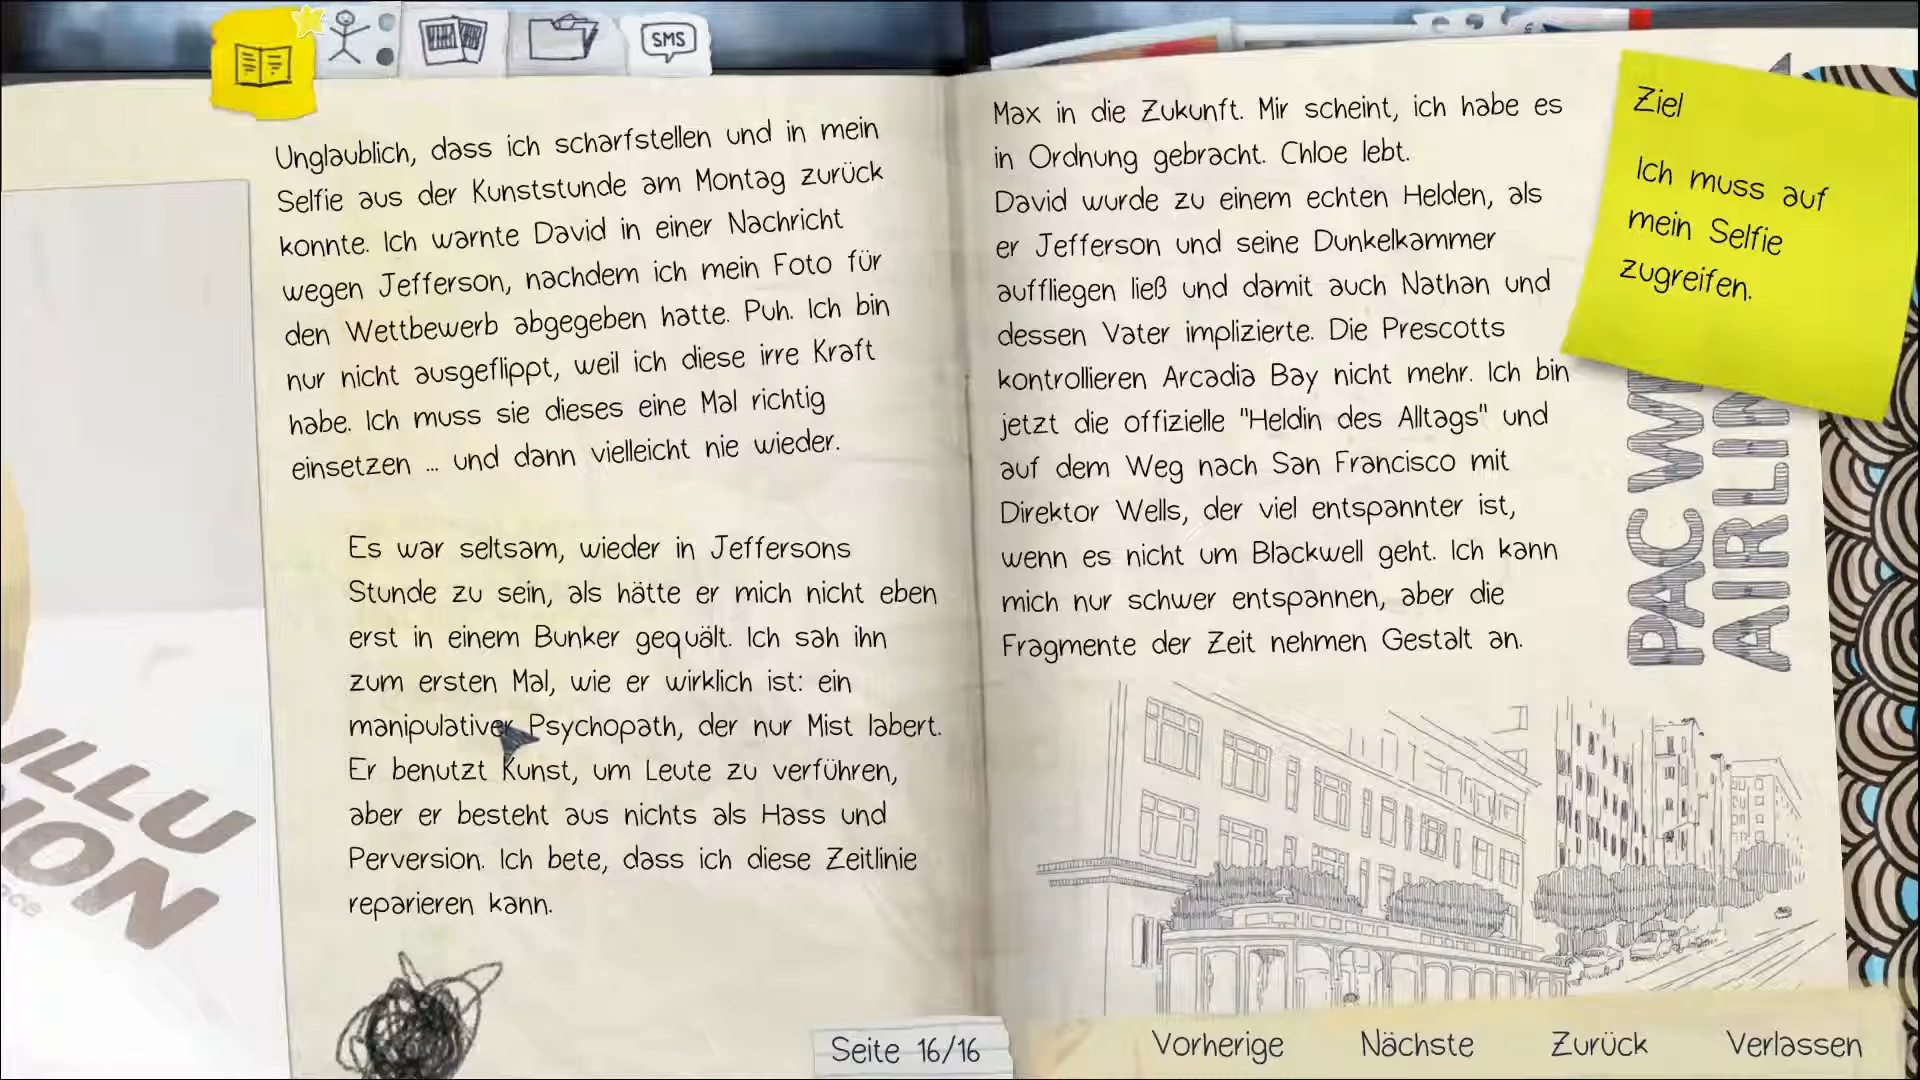 SMS
Unglaublich, dass ich scharfstellen und in mein
Selfie aus der Kunststunde am Montag zurück
konnte. Ich warnte David in einer Nachricht
wegen Jefferson, nachdem ich mein Foto für
den Wettbewerb abgegeben hatte. Puh. Ich bin
nur nicht ausgeflippt, weil ich diese irre Kraft
habe. Ich muss sie dieses eine Mal richtig
einsetzen ... und dann vielleicht nie wieder.
Es war seltsam, wieder in Jeffersons
Stunde zu sein, als hätte er mich nicht eben
erst in einem Bunker gequält. Ich sah ihn
zum ersten Mal, wie er wirklich ist: ein
manipulativer Psychopath, der nur Mist labert.
Er benutzt Kunst, um Leute zu verführen,
aber er besteht aus nichts als Hass und
Perversion. Ich bete, dass ich diese Zeitlinie
reparieren kann.
Max in die Zukunft. Mir scheint, ich habe es
in Ordnung gebracht. Chloe lebt.
David wurde zu einem echten Helden, als
er Jefferson und seine Dunkelkammer
auffliegen ließ und damit auch Nathan und
dessen Vater implizierte. Die Prescotts
kontrollieren Arcadia Bay nicht mehr. Ich bin
jetzt die offizielle "Heldin des Alltags" und
auf dem Weg nach San Francisco mit
Direktor Wells, der viel entspannter ist,
wenn es nicht um Blackwell geht. Ich kann
mich nur schwer entspannen, aber die
Fragmente der Zeit nehmen Gestalt an.
Ziel
Ich muss auf
mein Selfie
zugreifen.
PAC W
AIRLIN
ILLU
ION
Seite 16/16
Vorherige Nächste Zurück Verlassen